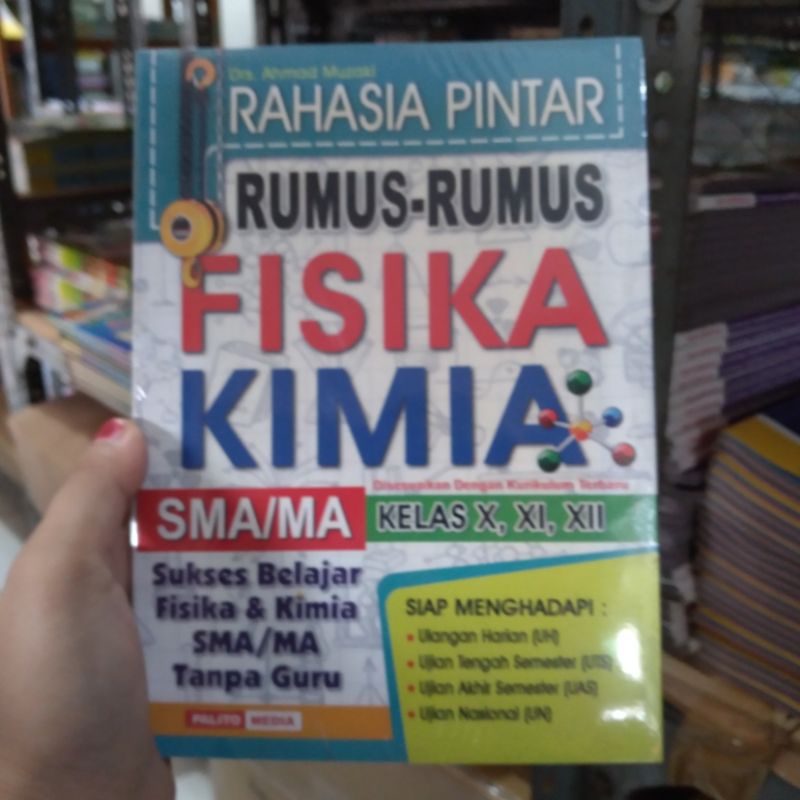 Drs. Ahmad Muzaki
RAHASIA PINTAR
RUMUS-RUMUS
FISIKA
KIMIA
Disesuaikan Dengan Kurikulum Terbaru
SMA/MA
KELAS X, XI, XII
Sukses Belajar
Fisika & Kimia
SMA/MA
Tanpa Guru
SIAP MENGHADAPI :
• Ulangan Harian (UH)
• Ujian Tengah Semester (UTS)
• Ujian Akhir Semester (UAS)
• Ujian Nasional (UN)
PALITO MEDIA